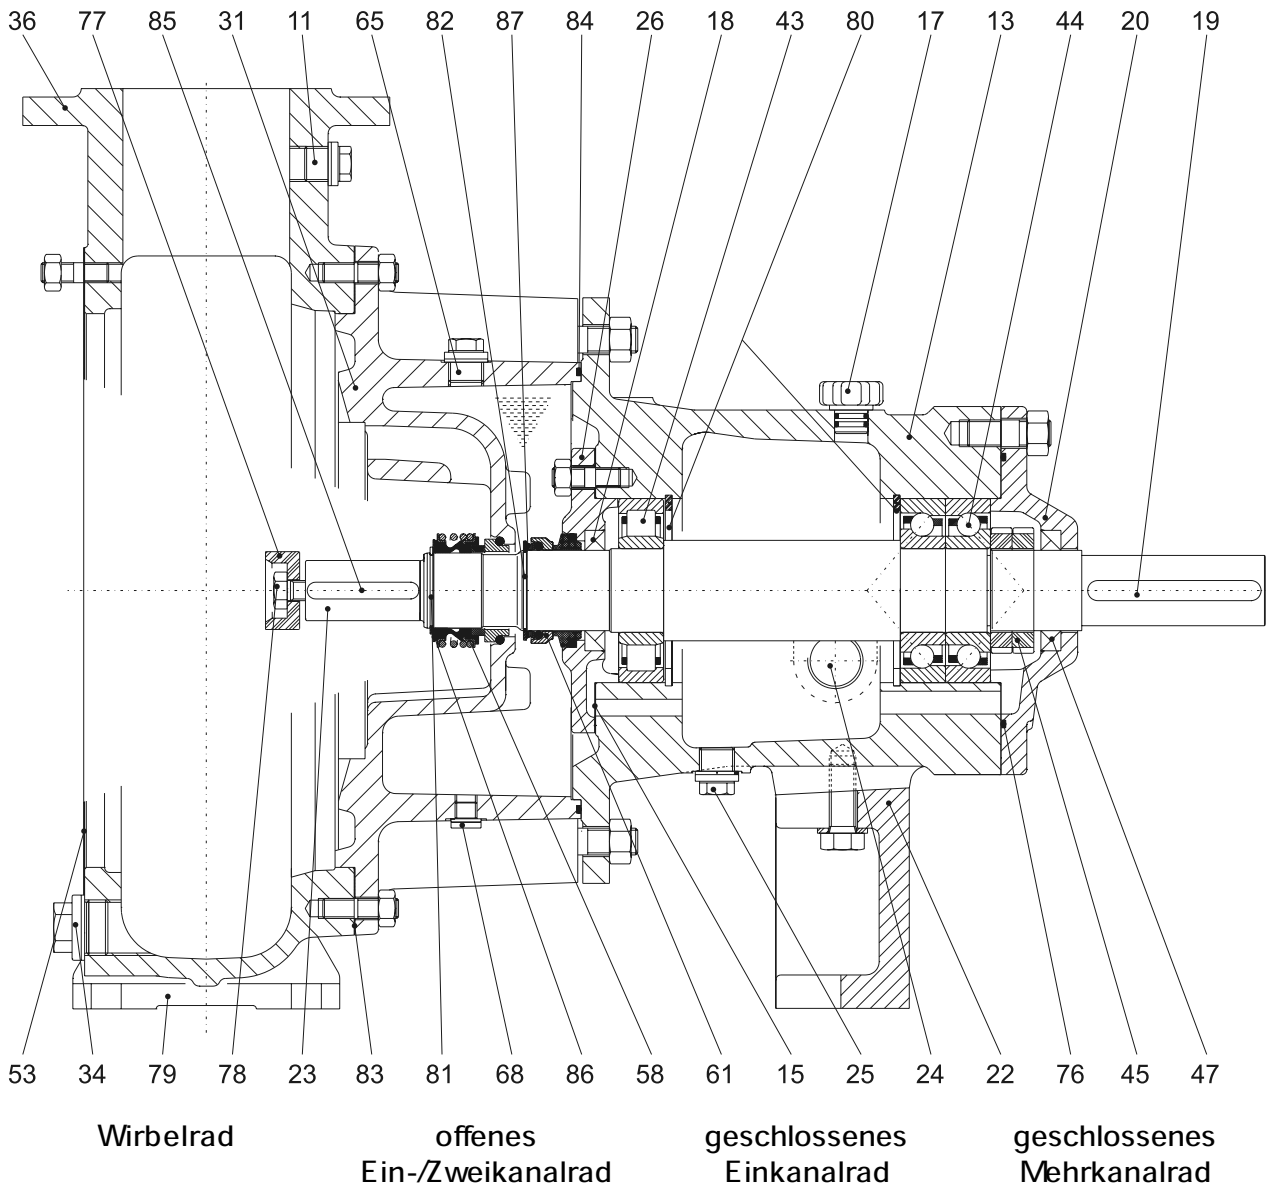 36 77 85 31 11 65 82 87 84 26 18 43 80 17 13 44 20 19
53 34 79 78 23 83 81 68 86 58 61 15 25 24 22 76 45 47
Wirbelrad offenes geschlossenes geschlossenes
Ein-/Zweikanalrad Einkanalrad Mehrkanalrad